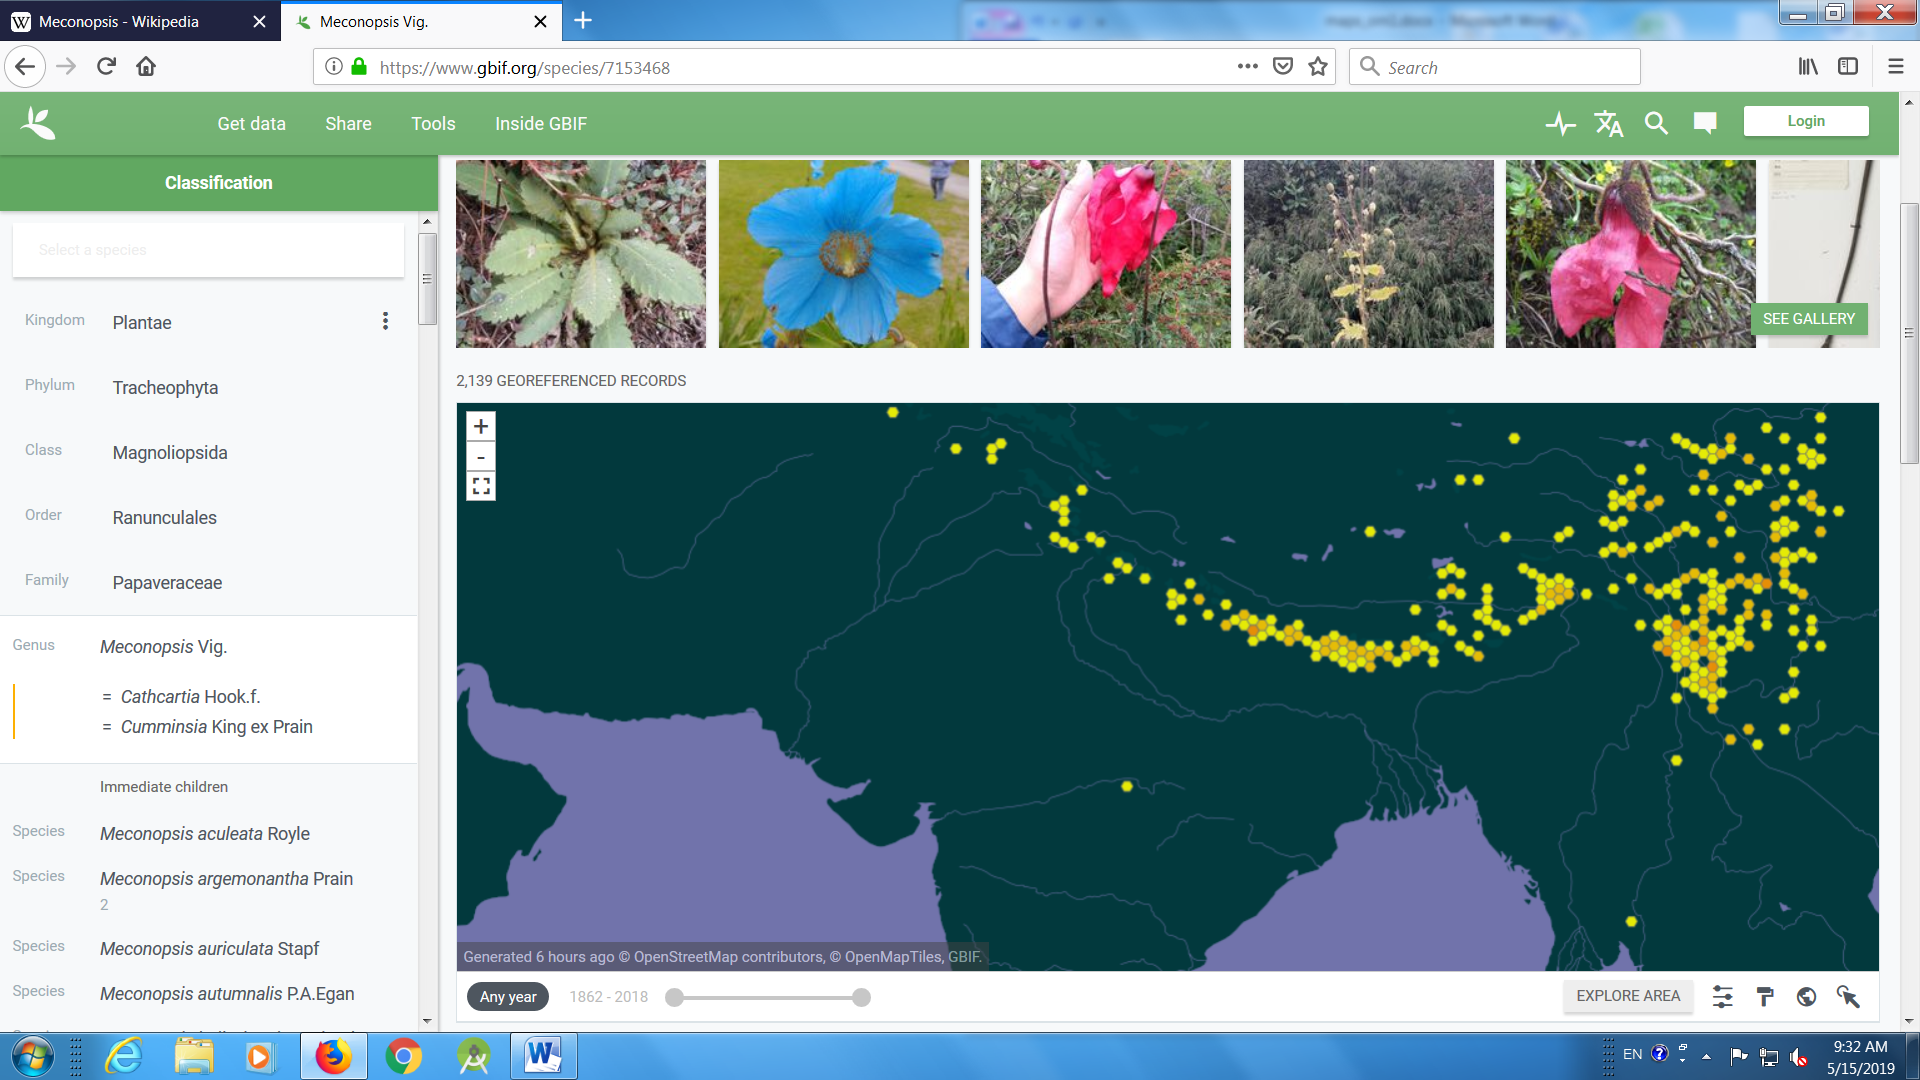 Meconopsis - Wikipedia
Meconopsis Vig.
https://www.gbif.org/species/7153468
Search
Get data
Share
Tools
Inside GBIF
Login
Classification
Select a species
Kingdom Plantae
Phylum Tracheophyta
Class Magnoliopsida
Order Ranunculales
Family Papaveraceae
Genus Meconopsis Vig.
= Cathcartia Hook.f.
= Cumminsia King ex Prain
Immediate children
Species Meconopsis aculeata Royle
Species Meconopsis argemonantha Prain
2
Species Meconopsis auriculata Stapf
Species Meconopsis autumnalis P.A.Egan
SEE GALLERY
2,139 GEOREFERENCED RECORDS
+
-
Generated 6 hours ago © OpenStreetMap contributors, © OpenMapTiles, GBIF.
Any year
1862 - 2018
EXPLORE AREA
EN
9:32 AM
5/15/2019